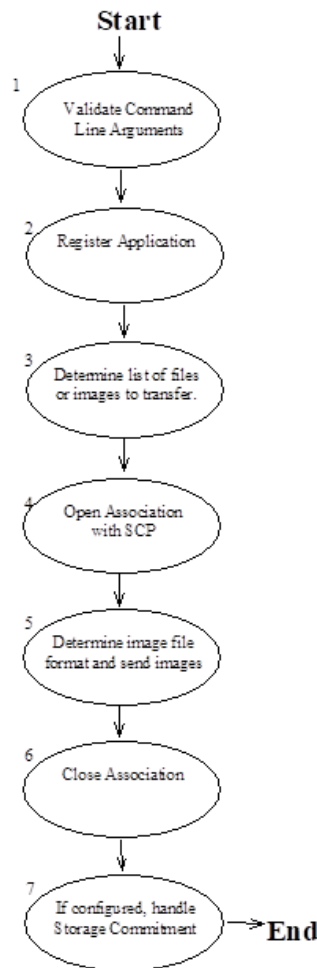 Start
1
Validate Command
Line Arguments
2
Register Application
3
Determine list of files
or images to transfer.
4
Open Association
with SCP
5
Determine image file
format and send images
6
Close Association
7
If configured, handle
Storage Commitment
End